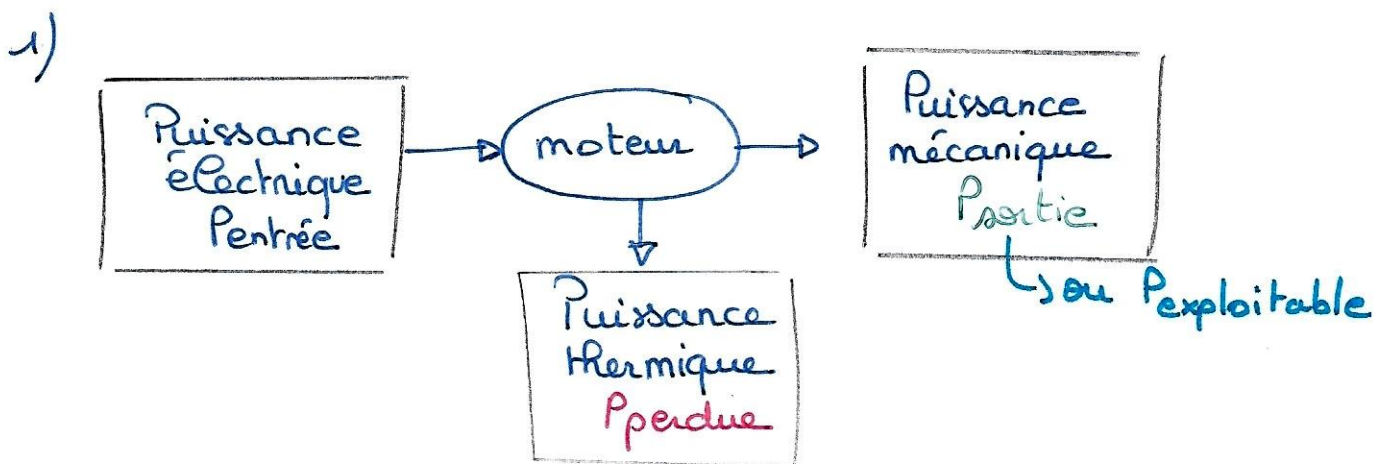 1)
Puissance
électrique
Pentrée
moteur
Puissance
mécanique
Psortie
ou Pexploitable
Puissance
thermique
Pperdue